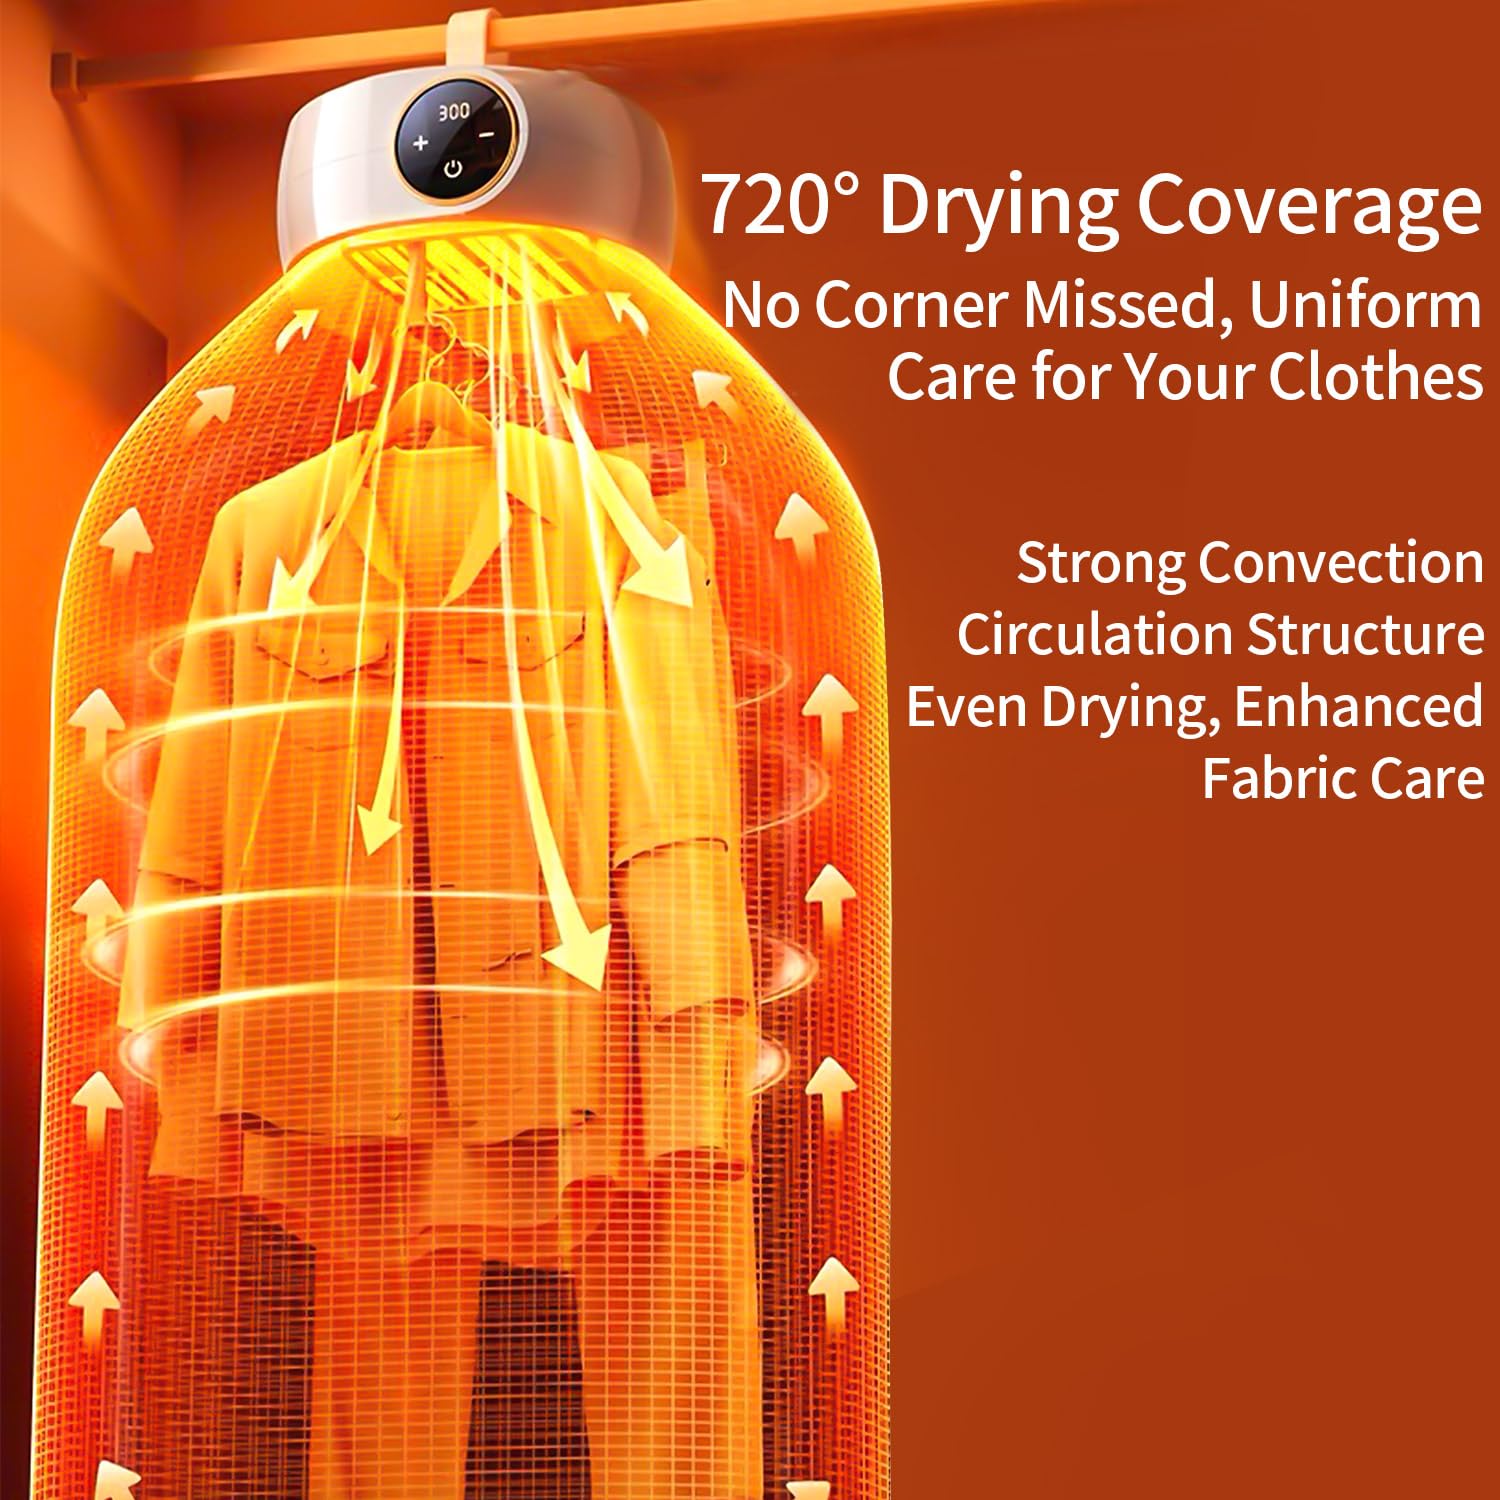 300
+ -
720° Drying Coverage
No Corner Missed, Uniform
Care for Your Clothes
Strong Convection
Circulation Structure
Even Drying, Enhanced
Fabric Care